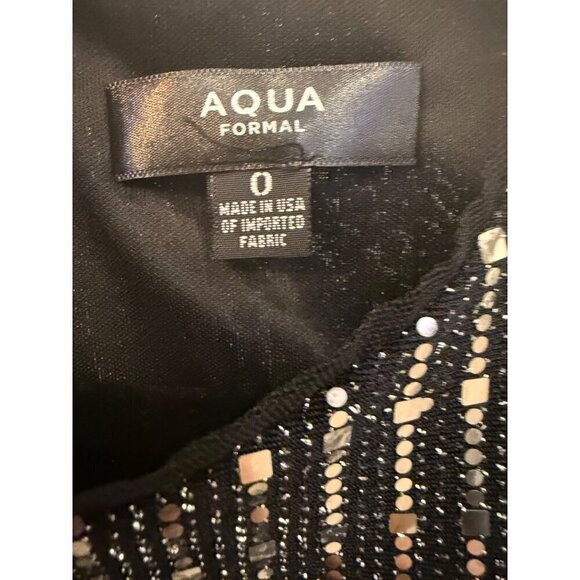 AQUA
FORMAL
0
MADE IN USA
OF IMPORTED
FABRIC